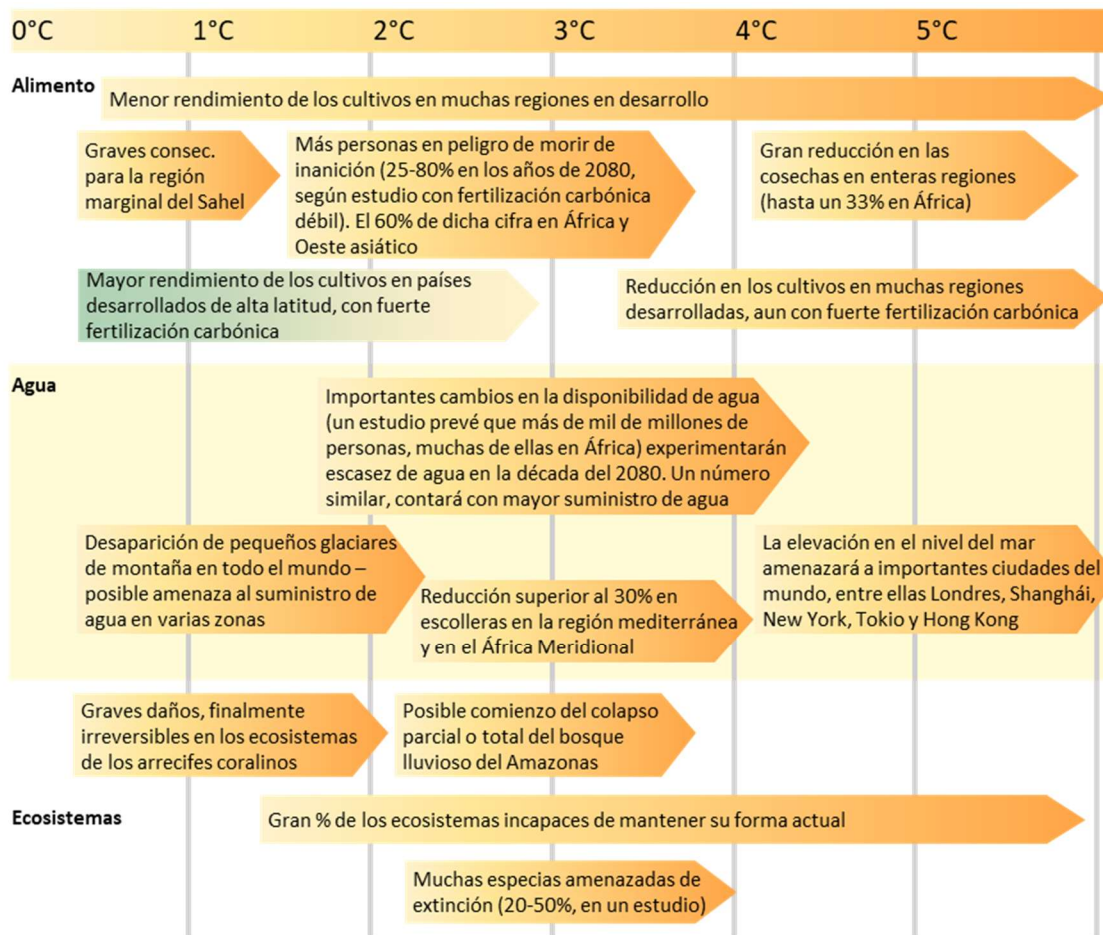 0°C 1°C 2°C 3°C 4°C 5°C
Alimento
Menor rendimiento de los cultivos en muchas regiones en desarrollo
Graves consec.
para la región
marginal del Sahel
Más personas en peligro de morir de
inanición (25-80% en los años de 2080,
según estudio con fertilización carbónica
débil). El 60% de dicha cifra en África y
Oeste asiático
Gran reducción en las
cosechas en enteras regiones
(hasta un 33% en África)
Mayor rendimiento de los cultivos en países
desarrollados de alta latitud, con fuerte
fertilización carbónica
Reducción en los cultivos en muchas regiones
desarrolladas, aun con fuerte fertilización carbónica
Agua
Importantes cambios en la disponibilidad de agua
(un estudio prevé que más de mil de millones de
personas, muchas de ellas en África) experimentarán
escasez de agua en la década del 2080. Un número
similar, contará con mayor suministro de agua
Desaparición de pequeños glaciares
de montaña en todo el mundo –
posible amenaza al suministro de
agua en varias zonas
Reducción superior al 30% en
escolleras en la región mediterránea
y en el África Meridional
La elevación en el nivel del mar
amenazará a importantes ciudades del
mundo, entre ellas Londres, Shanghái,
New York, Tokio y Hong Kong
Graves daños, finalmente
irreversibles en los ecosistemas
de los arrecifes coralinos
Posible comienzo del colapso
parcial o total del bosque
lluvioso del Amazonas
Ecosistemas
Gran % de los ecosistemas incapaces de mantener su forma actual
Muchas especias amenazadas de
extinción (20-50%, en un estudio)